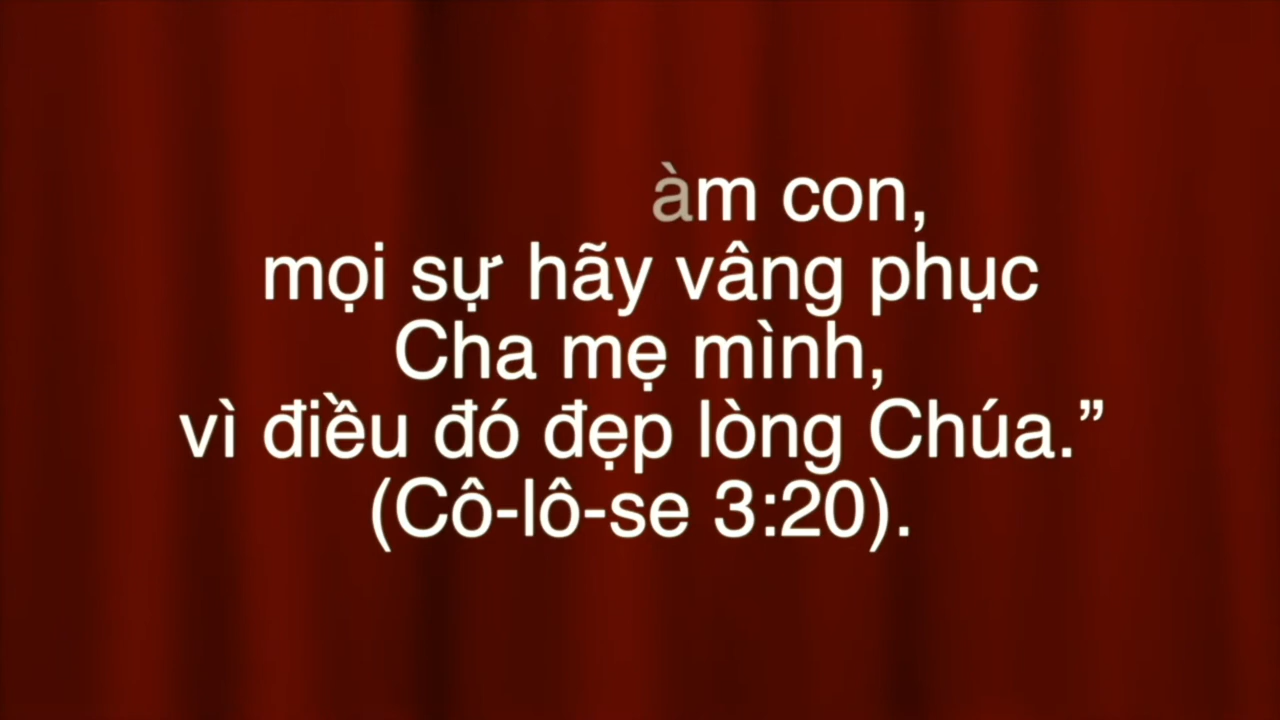 àm con,
mọi sự hãy vâng phục
Cha mẹ mình,
vì điều đó đẹp lòng Chúa.”
(Cô-lô-se 3:20).